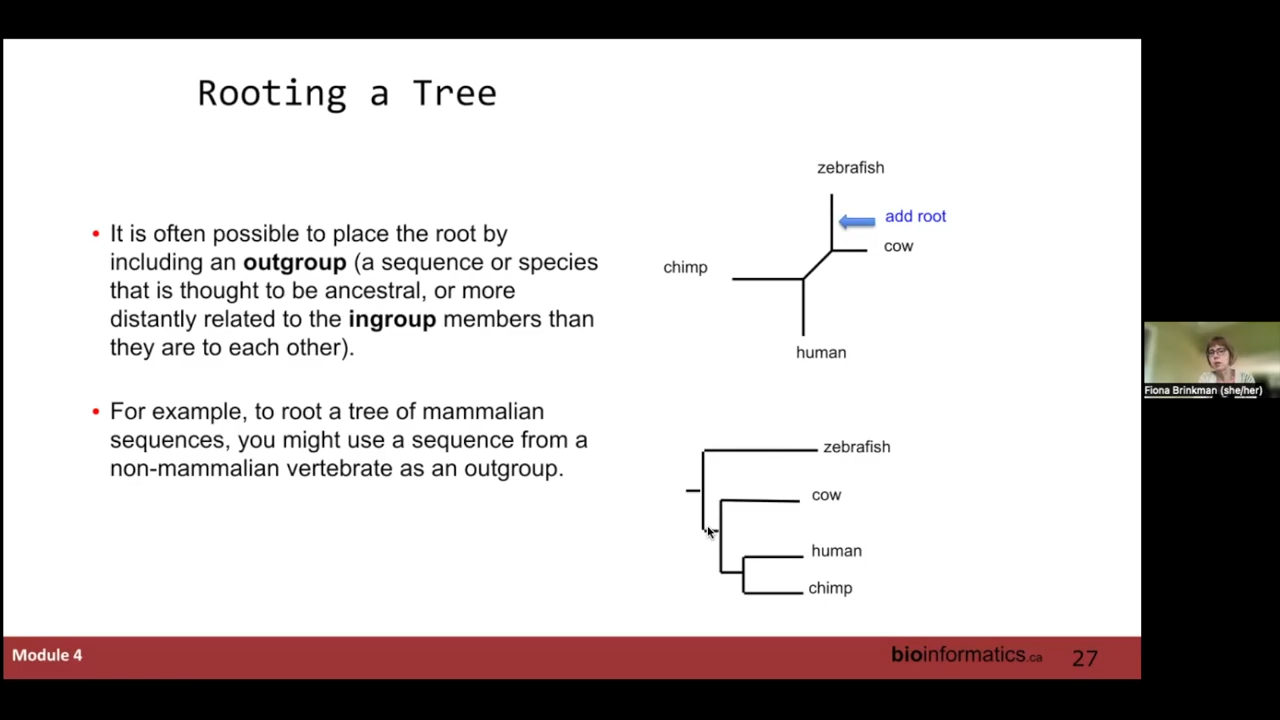 Rooting a Tree
• It is often possible to place the root by
including an outgroup (a sequence or species
that is thought to be ancestral, or more
distantly related to the ingroup members than
they are to each other).
• For example, to root a tree of mammalian
sequences, you might use a sequence from a
non-mammalian vertebrate as an outgroup.
zebrafish
add root
cow
chimp
human
zebrafish
cow
human
chimp
Fiona Brinkman (she/her)
Module 4
bioinformatics.ca
27